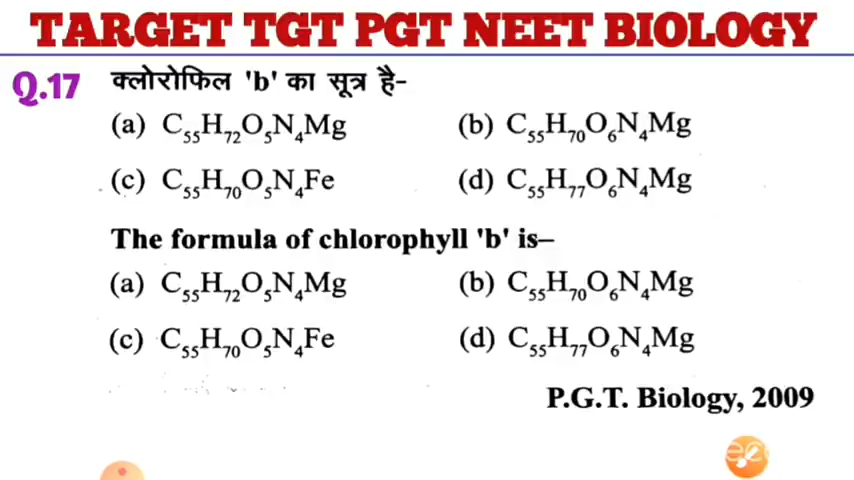 TARGET TGT PGT NEET BIOLOGY
Q.17 क्लोरोफिल 'b' का सूत्र है-
(a) C₅₅H₇₂O₅N₄Mg (b) C₅₅H₇₀O₆N₄Mg
(c) C₅₅H₇₀O₅N₄Fe (d) C₅₅H₇₇O₆N₄Mg
The formula of chlorophyll 'b' is–
(a) C₅₅H₇₂O₅N₄Mg (b) C₅₅H₇₀O₆N₄Mg
(c) C₅₅H₇₀O₅N₄Fe (d) C₅₅H₇₇O₆N₄Mg
P.G.T. Biology, 2009